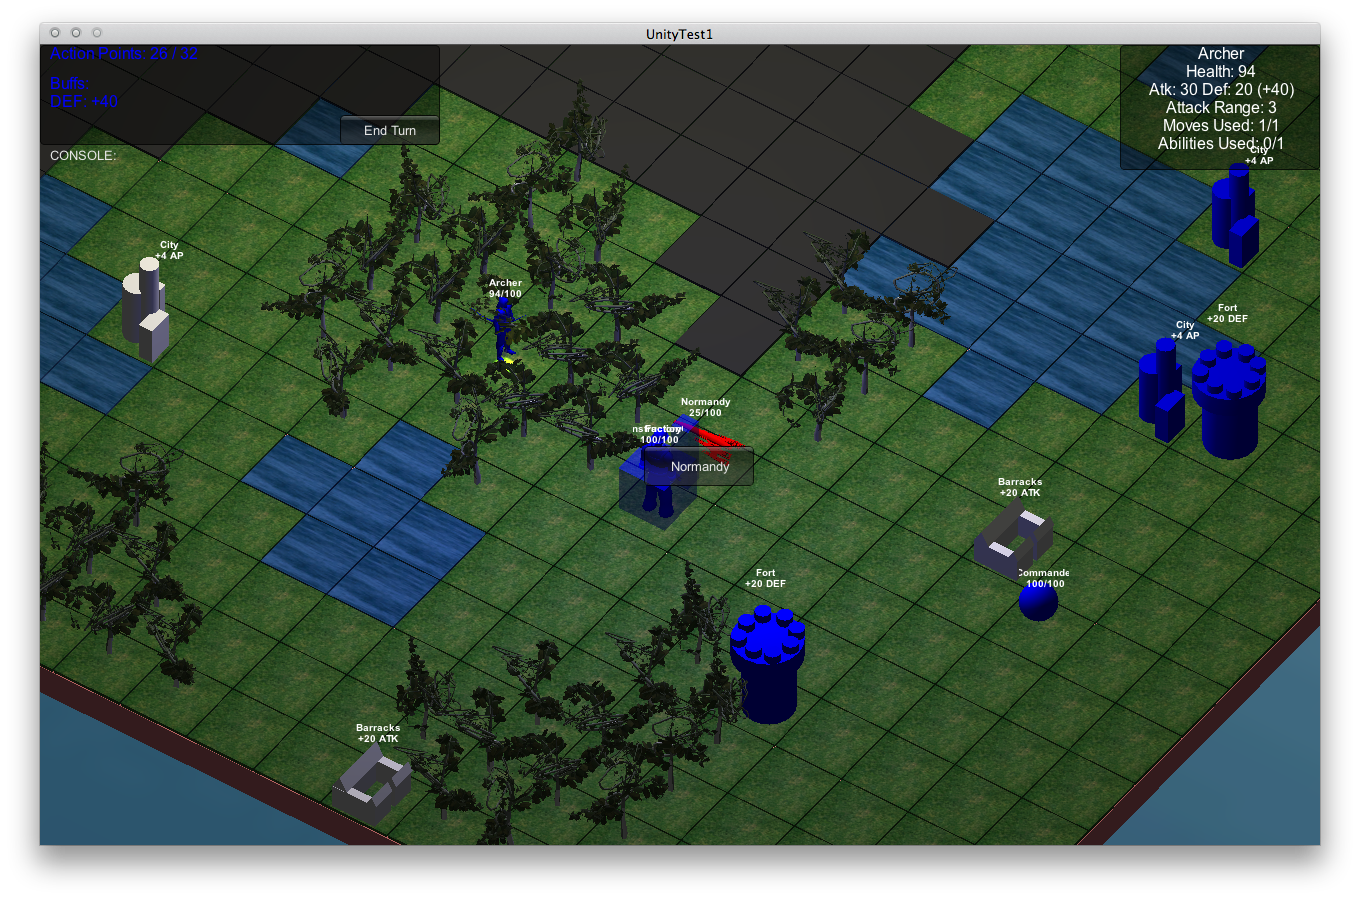 UnityTest1
Action Points: 26 / 32
Buffs:
DEF: +40
End Turn
CONSOLE:
Archer
Health: 94
Atk: 30 Def: 20 (+40)
Attack Range: 3
Moves Used: 1/1
Abilities Used: 0/1
City
+4 AP
City
+4 AP
Archer
94/100
Fort
+20 DEF
City
+4 AP
Normandy
25/100
Factory
100/100
Normandy
Barracks
+20 ATK
Commande
100/100
Fort
+20 DEF
Barracks
+20 ATK